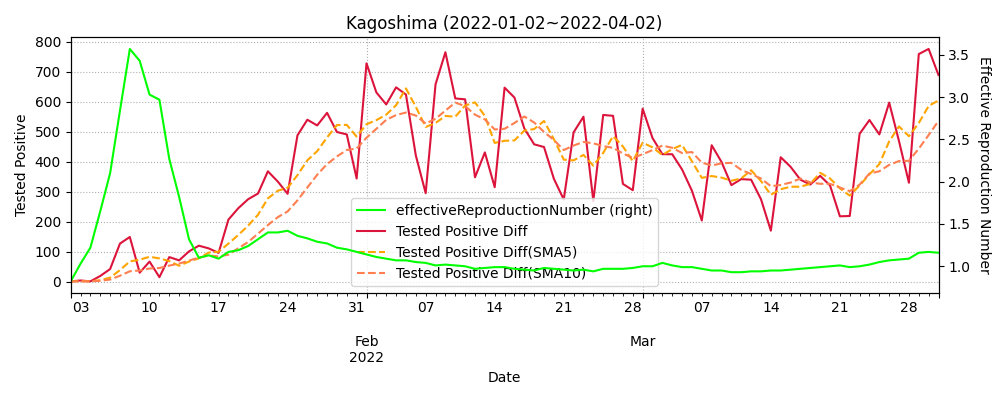 Kagoshima (2022-01-02~2022-04-02)
800
700
600
500
400
300
200
100
0
Tested Positive
3.5
3.0
2.5
2.0
1.5
1.0
Effective Reproduction Number
effectiveReproductionNumber (right)
Tested Positive Diff
Tested Positive Diff(SMA5)
Tested Positive Diff(SMA10)
03 10 17 24 31 07 14 21 28 07 14 21 28
Feb Mar
2022
Date